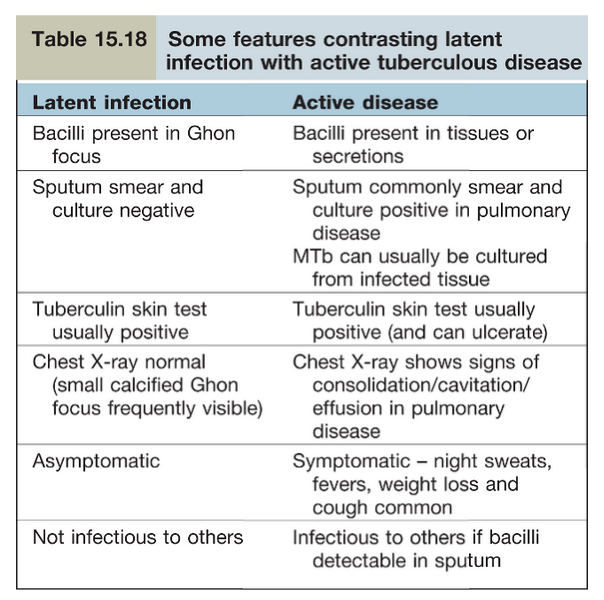 Table 15.18 Some features contrasting latent
infection with active tuberculous disease
Latent infection Active disease
Bacilli present in Ghon
focus
Bacilli present in tissues or
secretions
Sputum smear and
culture negative
Sputum commonly smear and
culture positive in pulmonary
disease
MTb can usually be cultured
from infected tissue
Tuberculin skin test
usually positive
Tuberculin skin test usually
positive (and can ulcerate)
Chest X-ray normal
(small calcified Ghon
focus frequently visible)
Chest X-ray shows signs of
consolidation/cavitation/
effusion in pulmonary
disease
Asymptomatic
Symptomatic – night sweats,
fevers, weight loss and
cough common
Not infectious to others
Infectious to others if bacilli
detectable in sputum